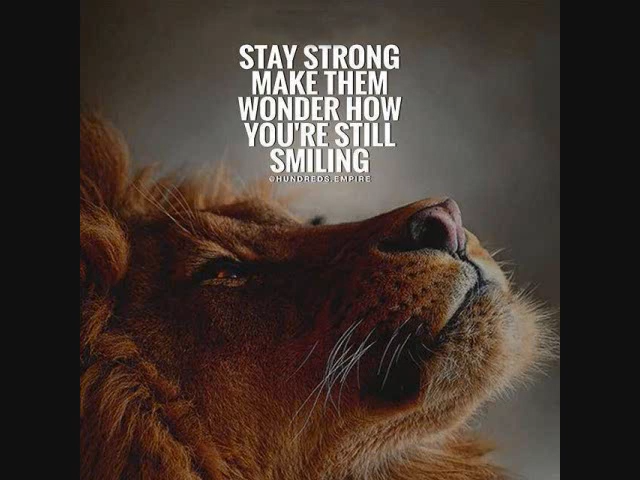 STAY STRONG
MAKE THEM
WONDER HOW
YOU'RE STILL
SMILING
@HUNDREDS.EMPIRE